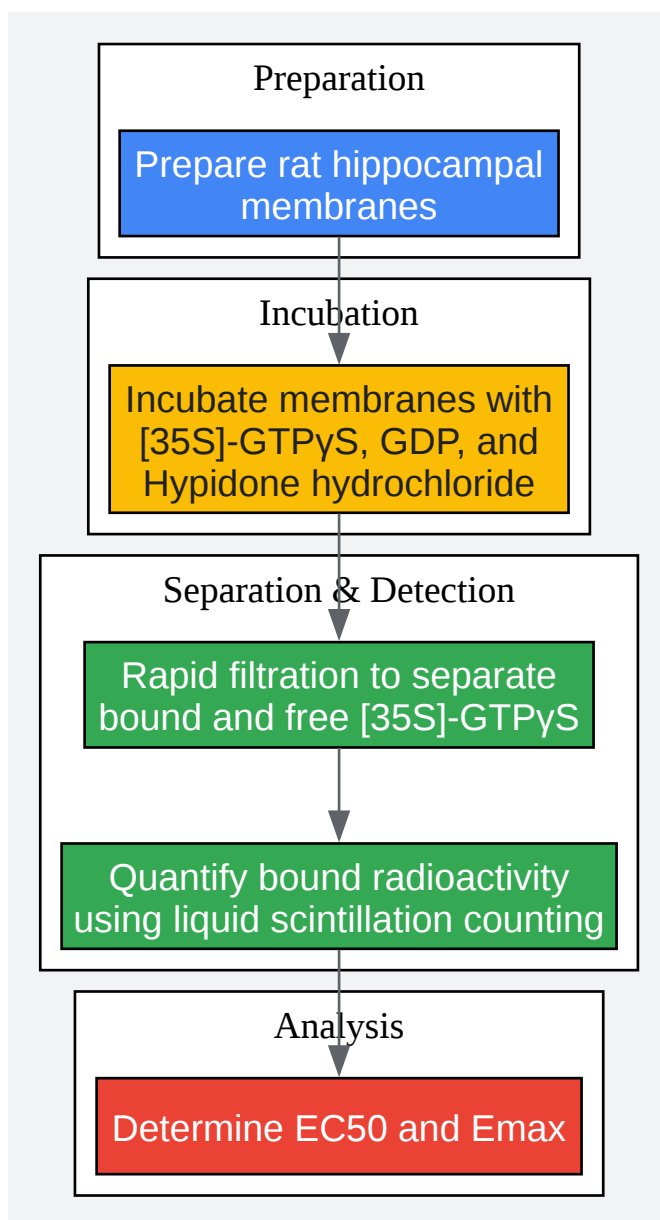 Preparation
Prepare rat hippocampal
membranes
Incubation
Incubate membranes with
[35S]-GTPγS, GDP, and
Hypidone hydrochloride
Separation & Detection
Rapid filtration to separate
bound and free [35S]-GTPγS
Quantify bound radioactivity
using liquid scintillation counting
Analysis
Determine EC50 and Emax